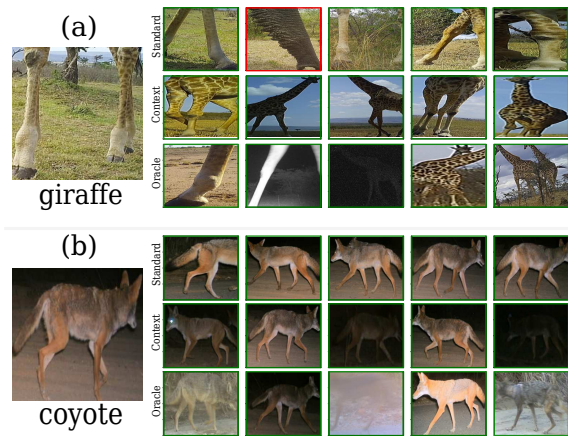 (a)
giraffe
Standard
Context
Oracle
(b)
coyote
Standard
Context
Oracle